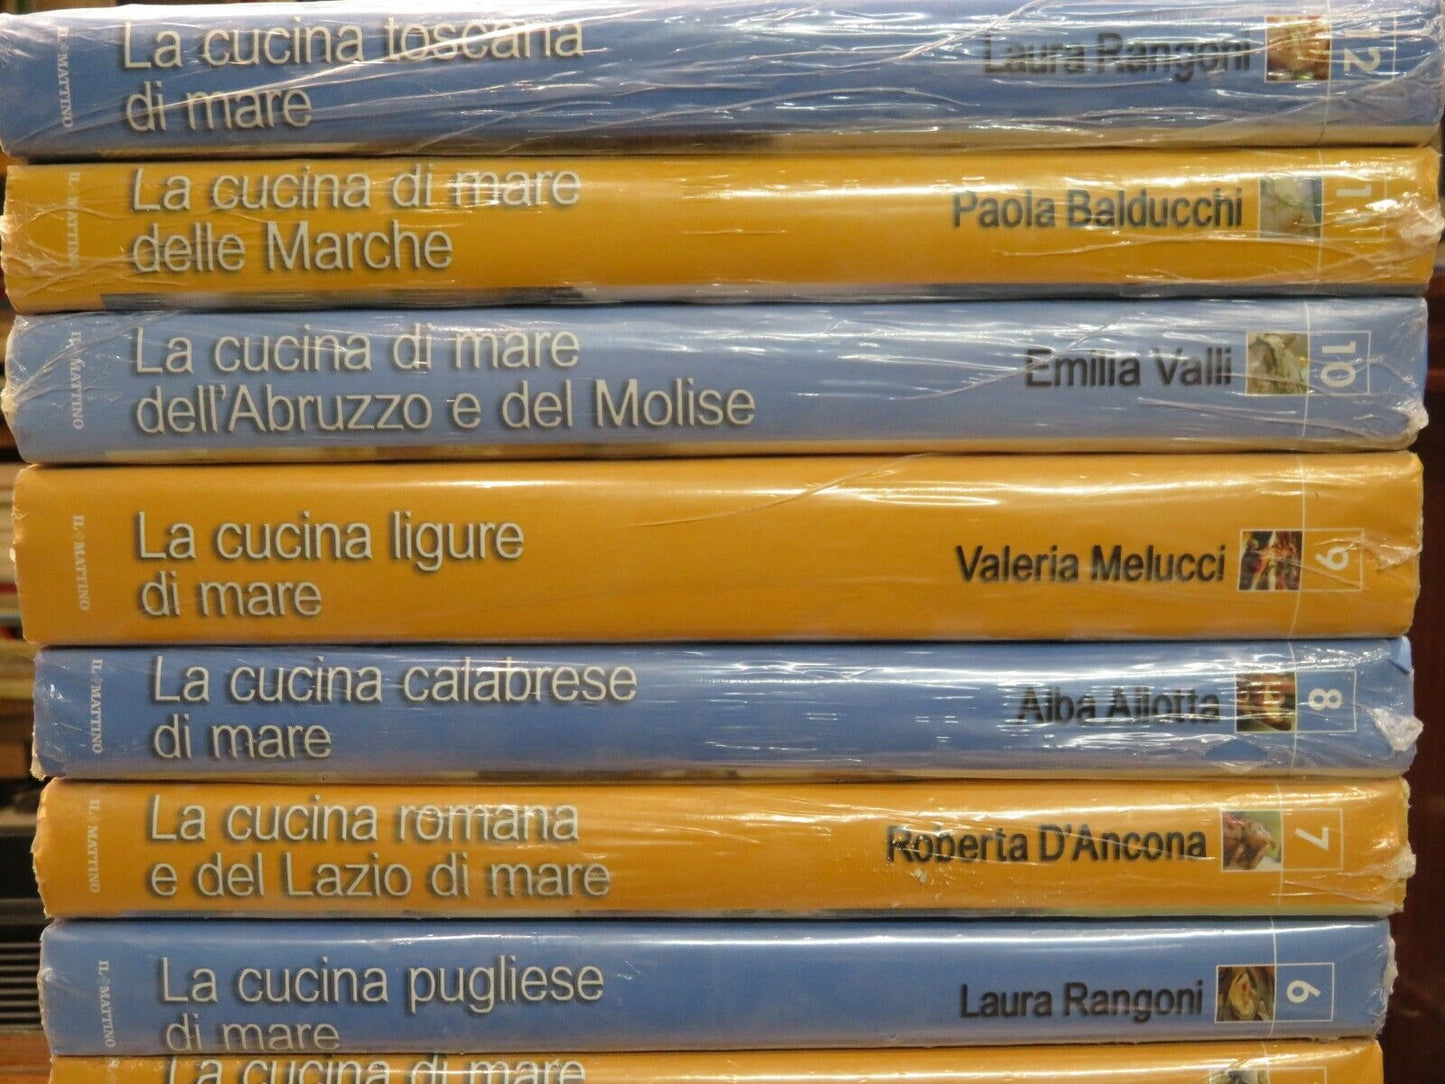 IL MATTINO
La cucina toscana
di mare
Laura Rangoni
12
IL MATTINO
La cucina di mare
delle Marche
Paola Balducchi
IL MATTINO
La cucina di mare
dell'Abruzzo e del Molise
Emilia Valli
10
IL MATTINO
La cucina ligure
di mare
Valeria Melucci
9
IL MATTINO
La cucina calabrese
di mare
Alba Allotta
8
IL MATTINO
La cucina romana
e del Lazio di mare
Roberta D'Ancona
7
IL MATTINO
La cucina pugliese
di mare
Laura Rangoni
6
La cucina di mare